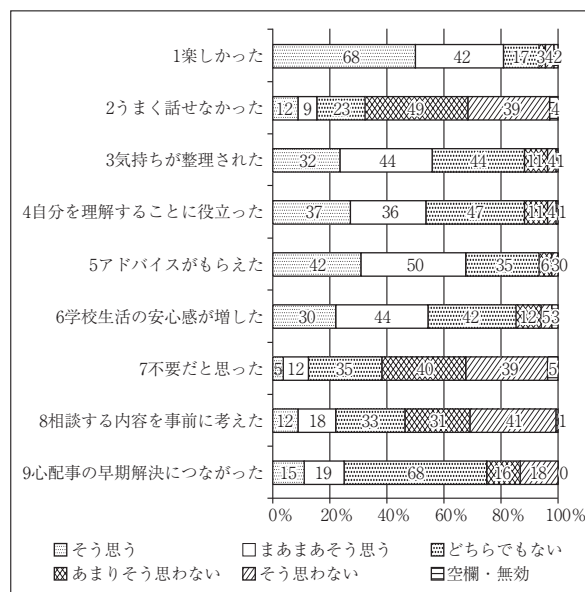 1楽しかった
68 42 17 3 4 2
2うまく話せなかった
12 9 23 49 39 4
3気持ちが整理された
32 44 44 11 4 1
4自分を理解することに役立った
37 36 47 11 4 1
5アドバイスがもらえた
42 50 35 6 3 0
6学校生活の安心感が増した
30 44 42 12 5 3
7不要だと思った
5 12 35 40 39 5
8相談する内容を事前に考えた
12 18 33 31 41 1
9心配事の早期解決につながった
15 19 68 16 18 0
0% 20% 40% 60% 80% 100%
そう思う まあまあそう思う どちらでもない
あまりそう思わない そう思わない 空欄・無効